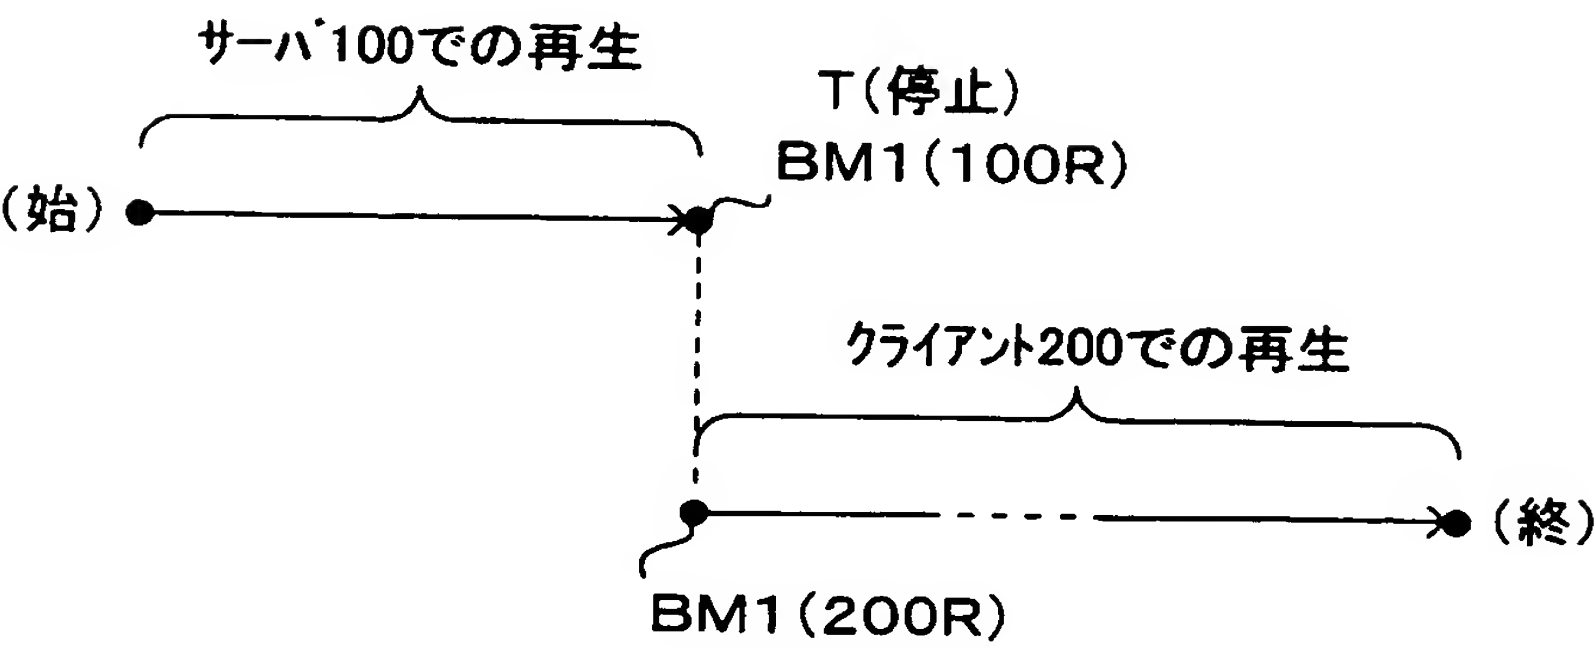 ｻｰﾊﾞ100での再生
T(停止)
BM1(100R)
(始)
ｸﾗｲｱﾝﾄ200での再生
(終)
BM1(200R)